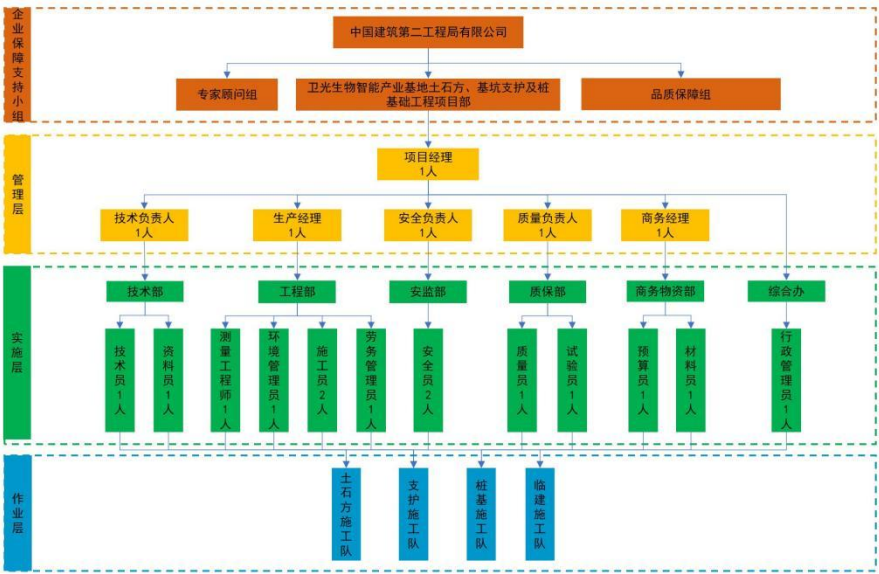 企业保障支持小组
中国建筑第二工程局有限公司
专家顾问组
卫光生物智能产业基地土石方、基坑支护及桩
基础工程项目部
品质保障组
管理层
项目经理
1人
技术负责人
1人
生产经理
1人
安全负责人
1人
质量负责人
1人
商务经理
1人
实施层
技术部
工程部
安监部
质保部
商务物资部
综合办
技术员1人
资料员1人
测量工程师1人
环境管理员1人
施工员2人
劳务管理员1人
安全员2人
质量员1人
试验员1人
预算员1人
材料员1人
行政管理员1人
作业层
土石方施工队
支护施工队
桩基施工队
临建施工队